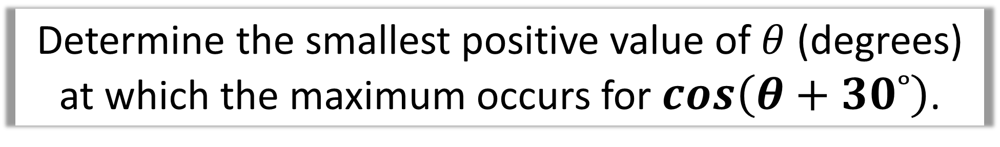 Determine the smallest positive value of θ (degrees)
at which the maximum occurs for cos(θ + 30°).